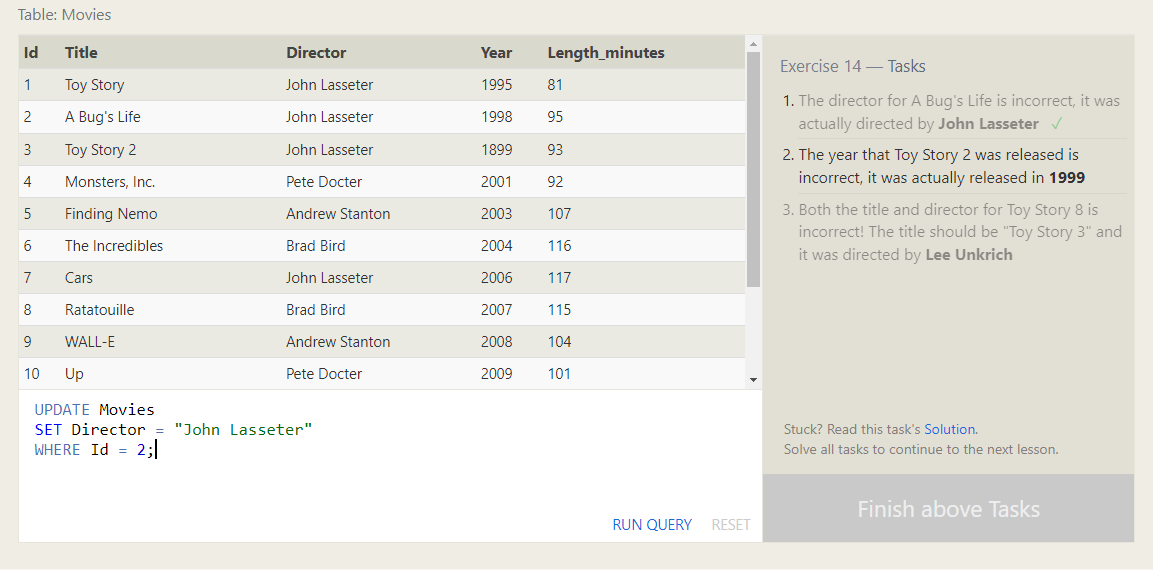 Table: Movies
Id Title Director Year Length_minutes
1 Toy Story John Lasseter 1995 81
2 A Bug's Life John Lasseter 1998 95
3 Toy Story 2 John Lasseter 1899 93
4 Monsters, Inc. Pete Docter 2001 92
5 Finding Nemo Andrew Stanton 2003 107
6 The Incredibles Brad Bird 2004 116
7 Cars John Lasseter 2006 117
8 Ratatouille Brad Bird 2007 115
9 WALL-E Andrew Stanton 2008 104
10 Up Pete Docter 2009 101
UPDATE Movies
SET Director = "John Lasseter"
WHERE Id = 2;
RUN QUERY RESET
Exercise 14 — Tasks
1. The director for A Bug's Life is incorrect, it was
actually directed by John Lasseter ✓
2. The year that Toy Story 2 was released is
incorrect, it was actually released in 1999
3. Both the title and director for Toy Story 8 is
incorrect! The title should be "Toy Story 3" and
it was directed by Lee Unkrich
Stuck? Read this task's Solution.
Solve all tasks to continue to the next lesson.
Finish above Tasks